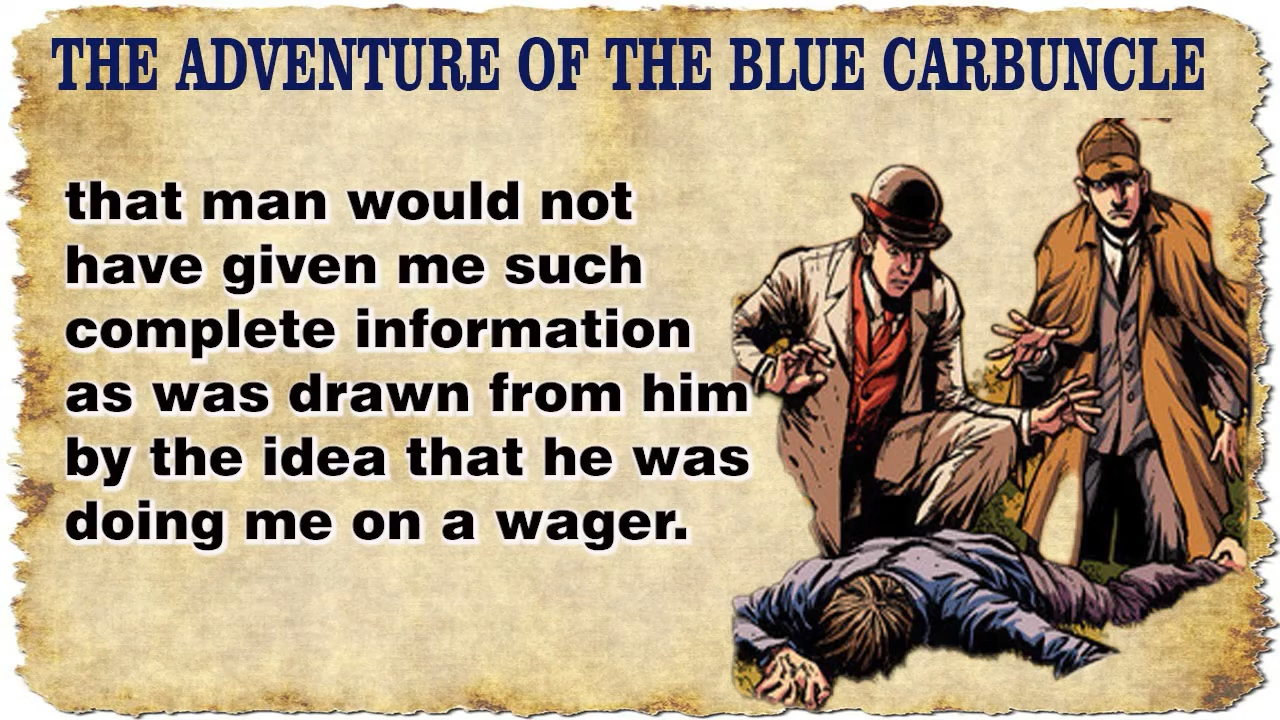 THE ADVENTURE OF THE BLUE CARBUNCLE
that man would not
have given me such
complete information
as was drawn from him
by the idea that he was
doing me on a wager.